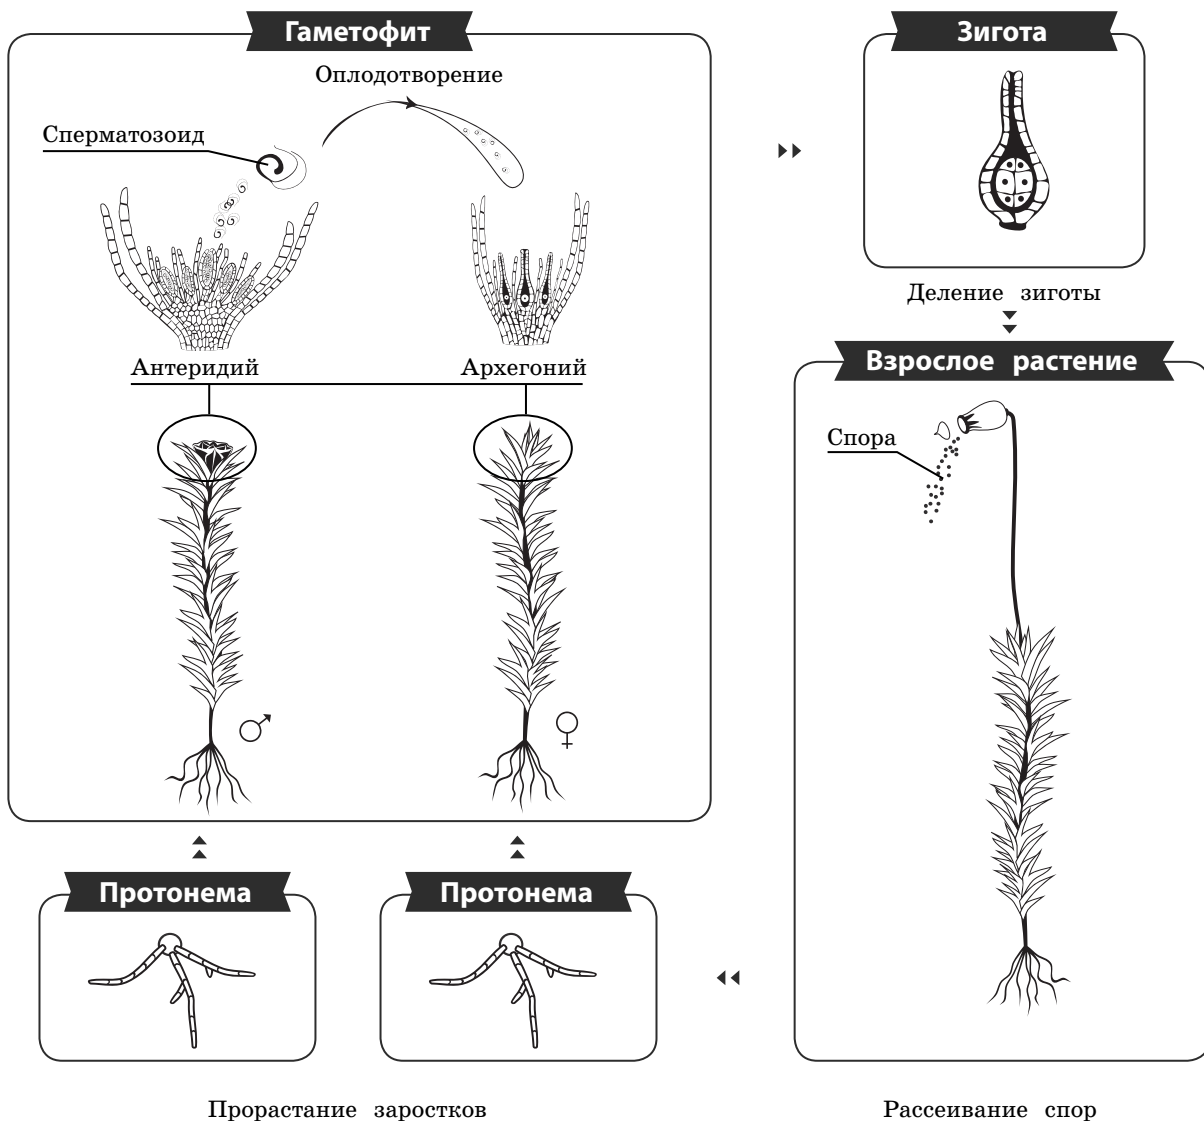 Гаметофит
Оплодотворение
Сперматозоид
Антеридий
Архегоний
Зигота
Деление зиготы
Взрослое растение
Спора
Протонема
Протонема
Прорастание заростков
Рассеивание спор